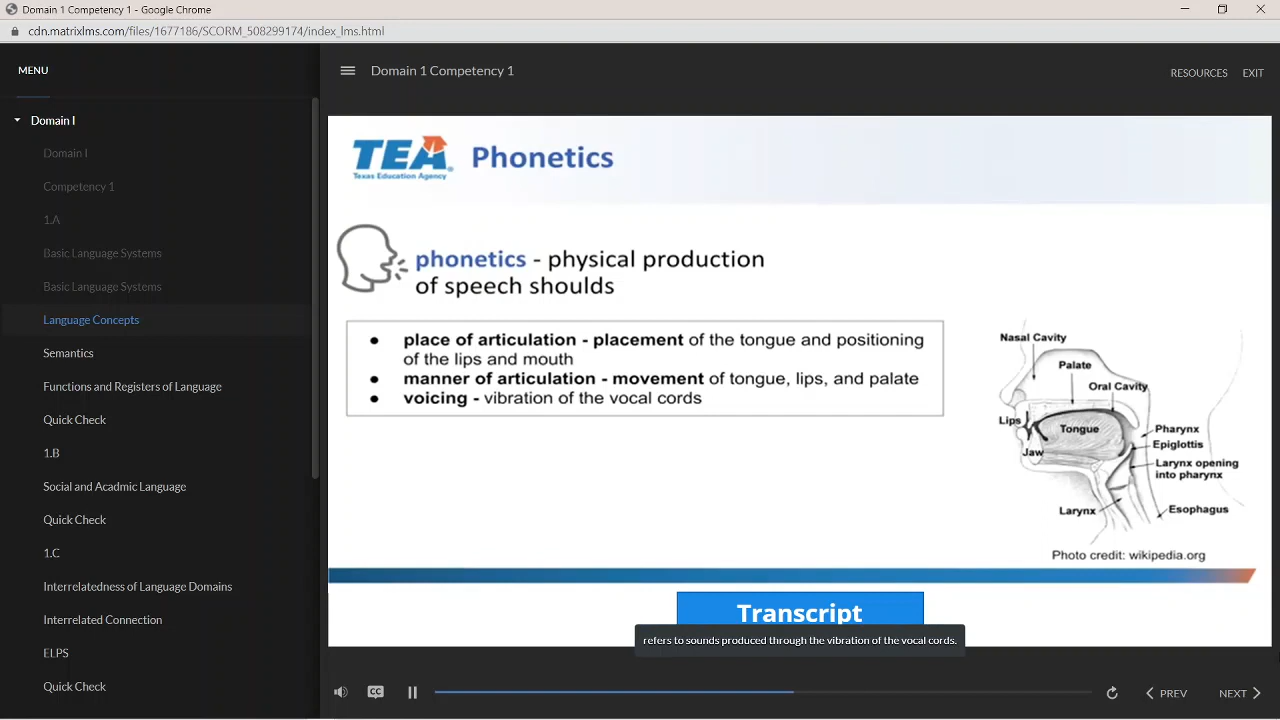 Domain 1 Competency 1 - Google Chrome
cdn.matrixlms.com/files/1677186/SCORM_508299174/index_lms.html
MENU
Domain 1 Competency 1
RESOURCES
EXIT
Domain I
Domain I
Competency 1
1.A
Basic Language Systems
Basic Language Systems
Language Concepts
Semantics
Functions and Registers of Language
Quick Check
1.B
Social and Acadmic Language
Quick Check
1.C
Interrelatedness of Language Domains
Interrelated Connection
ELPS
Quick Check
TEA®
Texas Education Agency
Phonetics
phonetics - physical production
of speech shoulds
• place of articulation - placement of the tongue and positioning
of the lips and mouth
• manner of articulation - movement of tongue, lips, and palate
• voicing - vibration of the vocal cords
Nasal Cavity
Palate
Oral Cavity
Lips
Tongue
Pharynx
Epiglottis
Jaw
Larynx opening
into pharynx
Larynx
Esophagus
Photo credit: wikipedia.org
Transcript
refers to sounds produced through the vibration of the vocal cords.
CC
PREV
NEXT